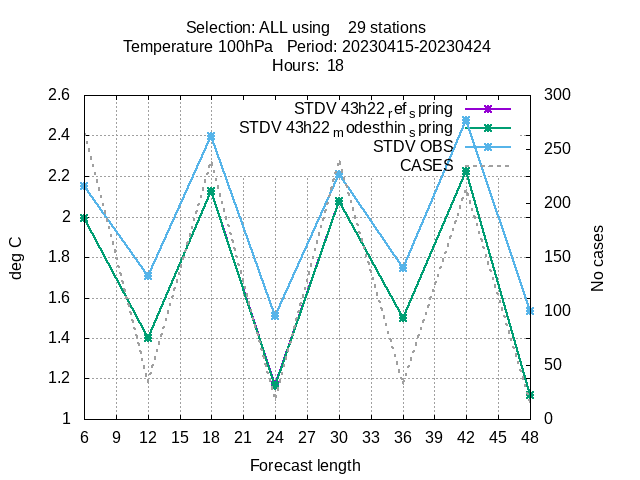 Selection: ALL using    29 stations
Temperature 100hPa   Period: 20230415-20230424
Hours: 18
STDV 43h22 ref spring
STDV 43h22 modesthin spring
STDV OBS
CASES
2.6
2.4
2.2
2
1.8
1.6
1.4
1.2
1
deg C
300
250
200
150
100
50
0
No cases
6 9 12 15 18 21 24 27 30 33 36 39 42 45 48
Forecast length